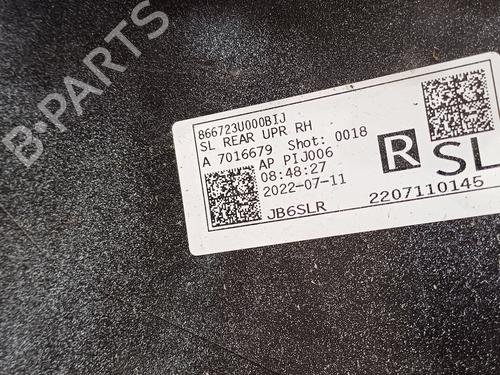 B-PARTS
866723U000BIJ
SL REAR UPR RH
A 7016679 Shot: 0018
AP PIJ006
08:48:27
2022-07-11
JB6SLR
R
SL
2207110145